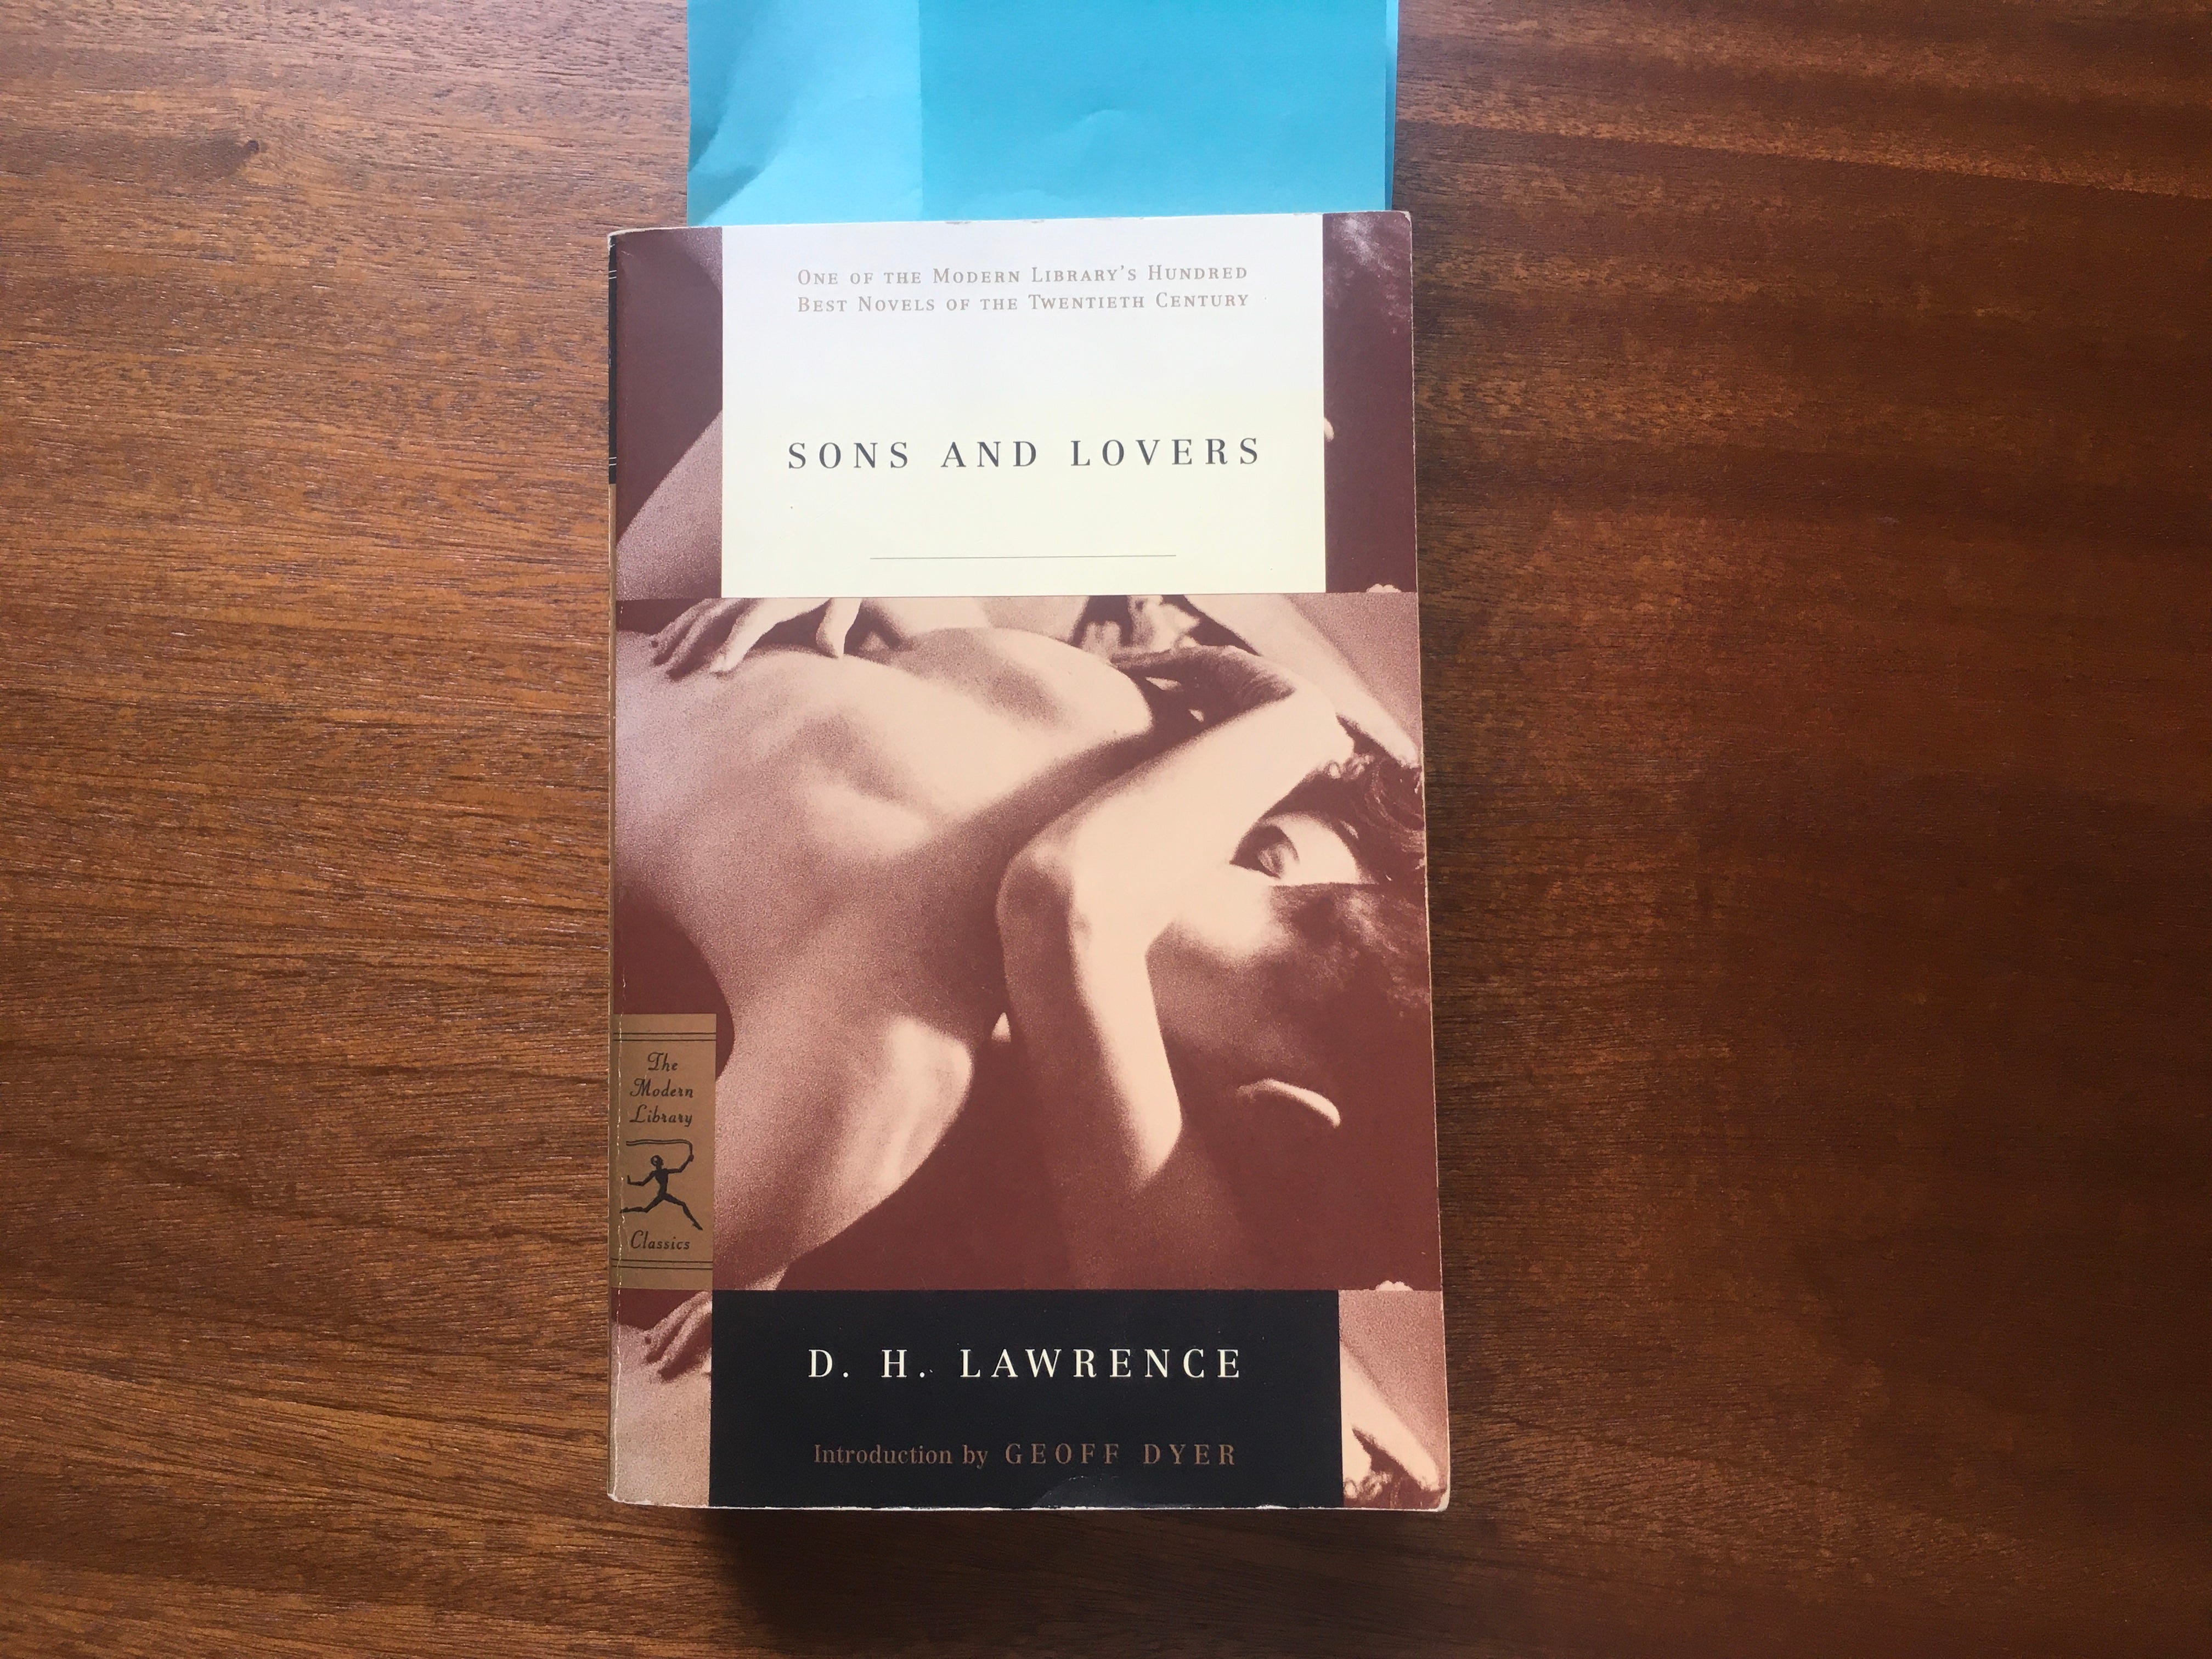 ONE OF THE MODERN LIBRARY'S HUNDRED
BEST NOVELS OF THE TWENTIETH CENTURY
SONS AND LOVERS
The
Modern
Library
Classics
D. H. LAWRENCE
Introduction by GEOFF DYER